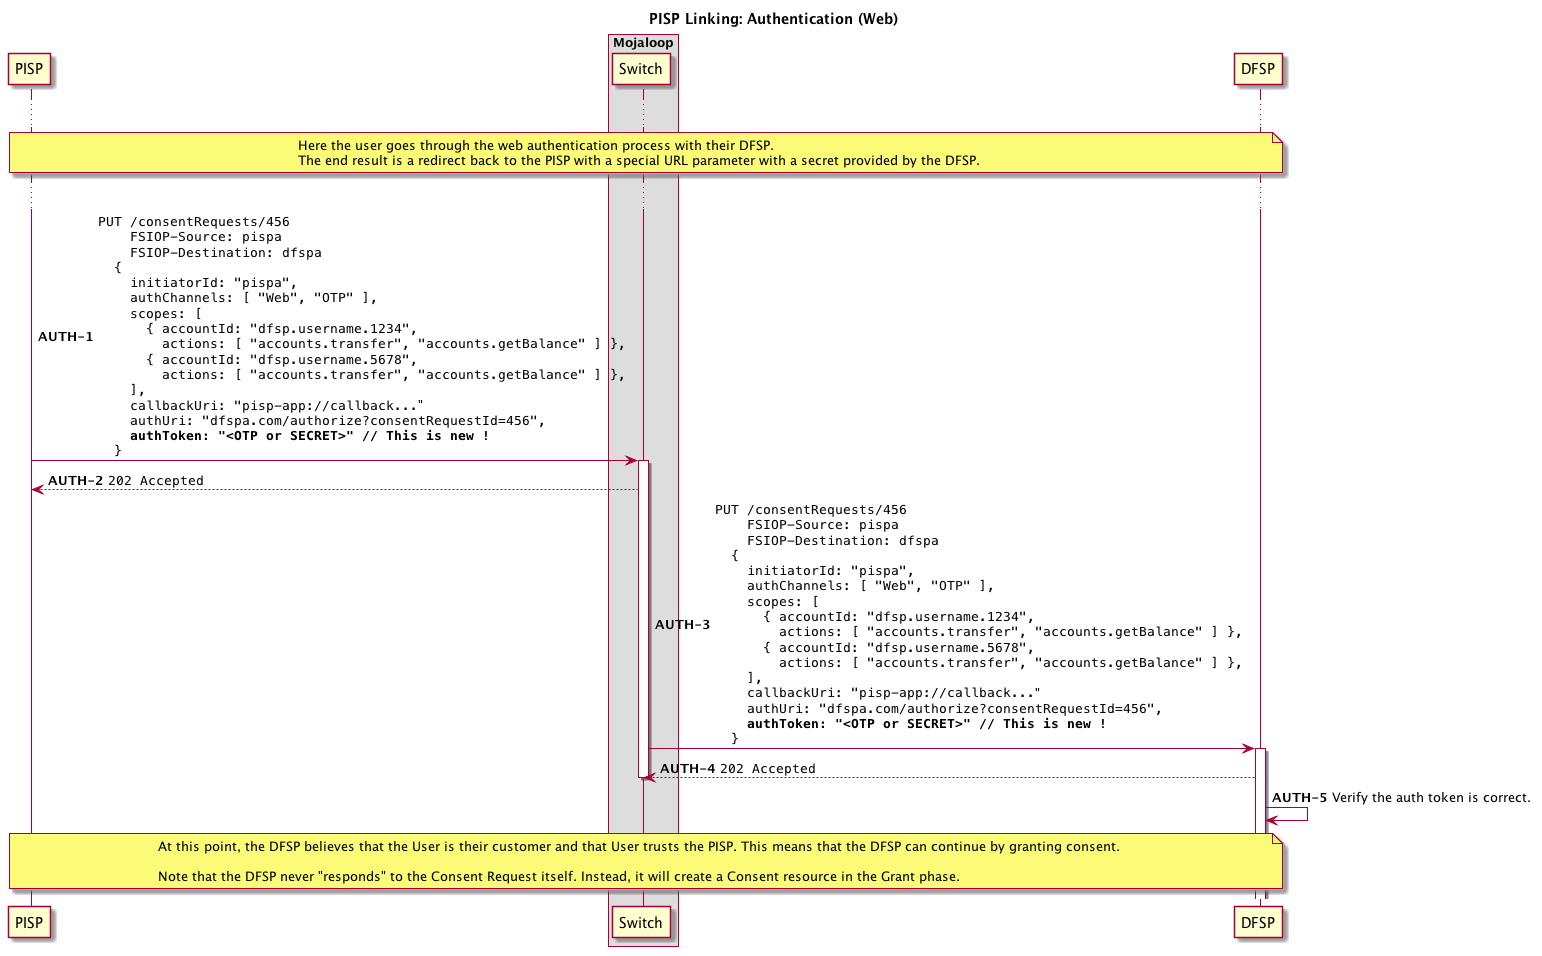 PISP Linking: Authentication (Web)
Mojaloop
PISP
Switch
DFSP
Here the user goes through the web authentication process with their DFSP.
The end result is a redirect back to the PISP with a special URL parameter with a secret provided by the DFSP.
PUT /consentRequests/456
FSIOP-Source: pispa
FSIOP-Destination: dfspa
{
initiatorId: "pispa",
authChannels: [ "Web", "OTP" ],
scopes: [
{ accountId: "dfsp.username.1234",
AUTH-1
actions: [ "accounts.transfer", "accounts.getBalance" ] },
{ accountId: "dfsp.username.5678",
actions: [ "accounts.transfer", "accounts.getBalance" ] },
],
callbackUri: "pisp-app://callback..."
authUri: "dfspa.com/authorize?consentRequestId=456",
authToken: "<OTP or SECRET>" // This is new !
}
AUTH-2 202 Accepted
PUT /consentRequests/456
FSIOP-Source: pispa
FSIOP-Destination: dfspa
{
initiatorId: "pispa",
authChannels: [ "Web", "OTP" ],
scopes: [
{ accountId: "dfsp.username.1234",
AUTH-3
actions: [ "accounts.transfer", "accounts.getBalance" ] },
{ accountId: "dfsp.username.5678",
actions: [ "accounts.transfer", "accounts.getBalance" ] },
],
callbackUri: "pisp-app://callback..."
authUri: "dfspa.com/authorize?consentRequestId=456",
authToken: "<OTP or SECRET>" // This is new !
}
AUTH-4 202 Accepted
AUTH-5 Verify the auth token is correct.
At this point, the DFSP believes that the User is their customer and that User trusts the PISP. This means that the DFSP can continue by granting consent.
Note that the DFSP never "responds" to the Consent Request itself. Instead, it will create a Consent resource in the Grant phase.
PISP
Switch
DFSP